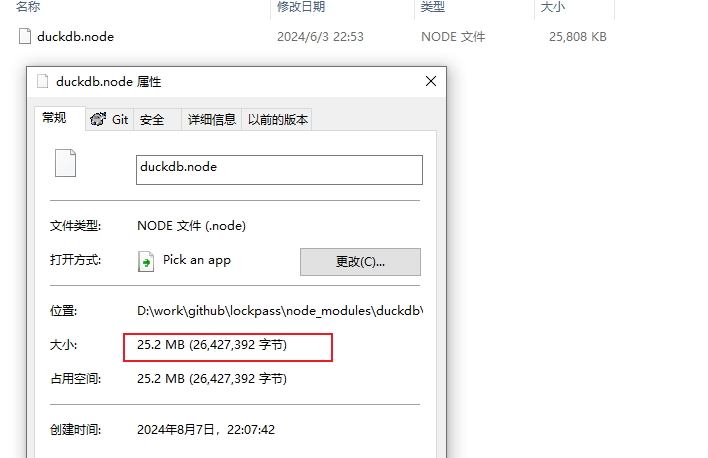 名称 修改日期 类型 大小
duckdb.node 2024/6/3 22:53 NODE 文件 25,808 KB
duckdb.node 属性
常规 Git 安全 详细信息 以前的版本
duckdb.node
文件类型: NODE 文件 (.node)
打开方式: Pick an app 更改(C)...
位置: D:\work\github\lockpass\node_modules\duckdb\
大小: 25.2 MB (26,427,392 字节)
占用空间: 25.2 MB (26,427,392 字节)
创建时间: 2024年8月7日，22:07:42